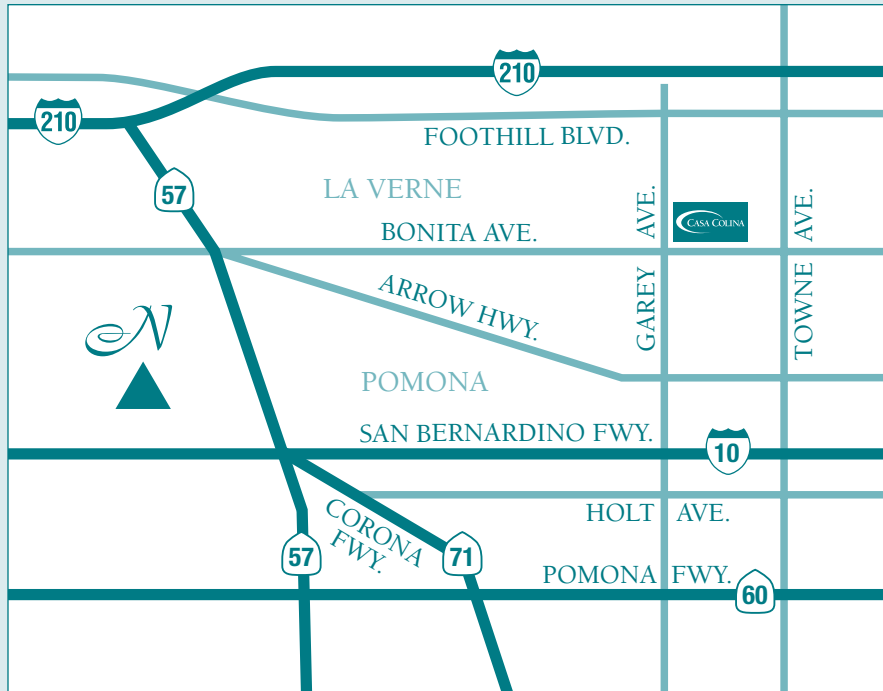 210
210
FOOTHILL BLVD.
57
LA VERNE
GAREY AVE.
CASA COLINA
TOWNE AVE.
BONITA AVE.
ARROW HWY.
N
POMONA
SAN BERNARDINO FWY.
10
HOLT AVE.
CORONA
FWY.
57
71
POMONA FWY.
60